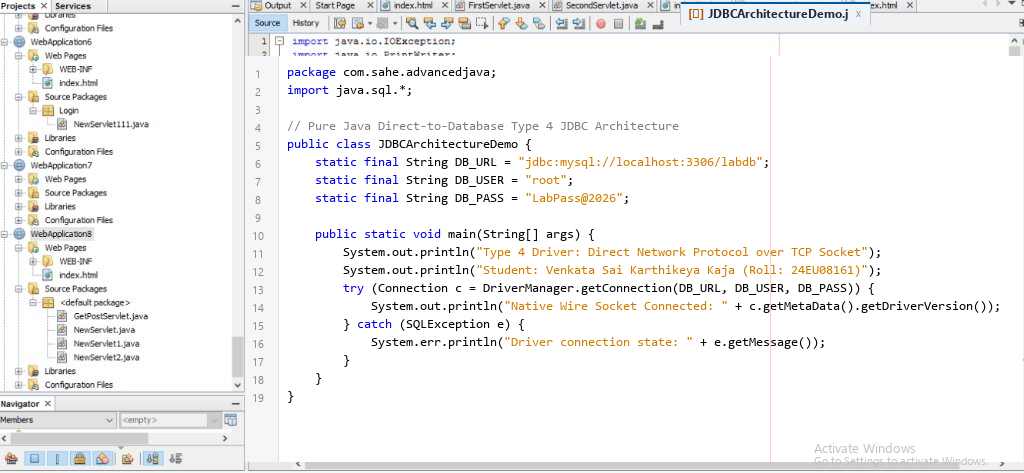 Projects × Services
Output × Start Page × index.html × FirstServlet.java × SecondServlet.java × JDBCArchitectureDemo.j x ex.html ×
Source History
Libraries
Configuration Files
WebApplication6
Web Pages
WEB-INF
index.html
Source Packages
Login
NewServlet111.java
Libraries
Configuration Files
WebApplication7
Web Pages
Source Packages
Libraries
Configuration Files
WebApplication8
Web Pages
WEB-INF
index.html
Source Packages
<default package>
GetPostServlet.java
NewServlet.java
NewServlet1.java
NewServlet2.java
Libraries
Configuration Files
Navigator ×
Members <empty>
1 import java.io.IOException;
2 import java.io.PrintWriter;
1 package com.sahe.advancedjava;
2 import java.sql.*;
3
4 // Pure Java Direct-to-Database Type 4 JDBC Architecture
5 public class JDBCArchitectureDemo {
6 static final String DB_URL = "jdbc:mysql://localhost:3306/labdb";
7 static final String DB_USER = "root";
8 static final String DB_PASS = "LabPass@2026";
9
10 public static void main(String[] args) {
11 System.out.println("Type 4 Driver: Direct Network Protocol over TCP Socket");
12 System.out.println("Student: Venkata Sai Karthikeya Kaja (Roll: 24EU08161)");
13 try (Connection c = DriverManager.getConnection(DB_URL, DB_USER, DB_PASS)) {
14 System.out.println("Native Wire Socket Connected: " + c.getMetaData().getDriverVersion());
15 } catch (SQLException e) {
16 System.err.println("Driver connection state: " + e.getMessage());
17 }
18 }
19 }
Activate Windows
Go to Settings to activate Windows.